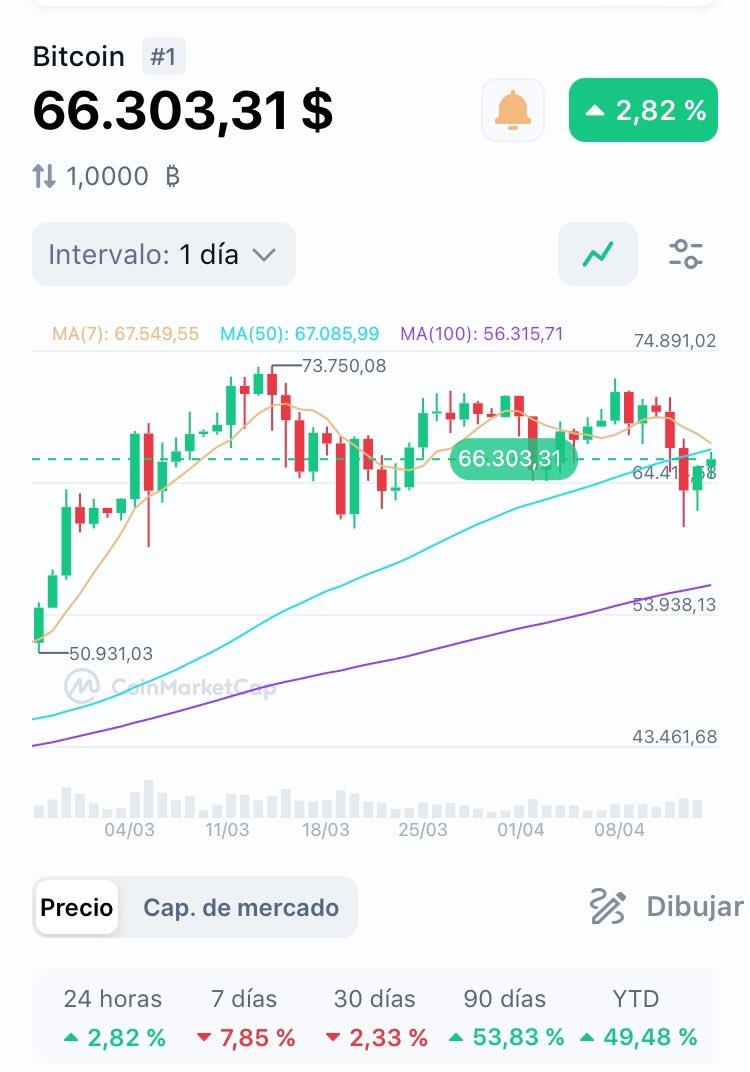 Bitcoin #1
66.303,31 $
2,82 %
1,0000 ₿
Intervalo: 1 día
MA(7): 67.549,55 MA(50): 67.085,99 MA(100): 56.315,71
74.891,02
73.750,08
66.303,31
53.938,13
50.931,03
CoinMarketCap
43.461,68
04/03 11/03 18/03 25/03 01/04 08/04
Precio Cap. de mercado Dibujar
24 horas 7 días 30 días 90 días YTD
2,82 % 7,85 % 2,33 % 53,83 % 49,48 %